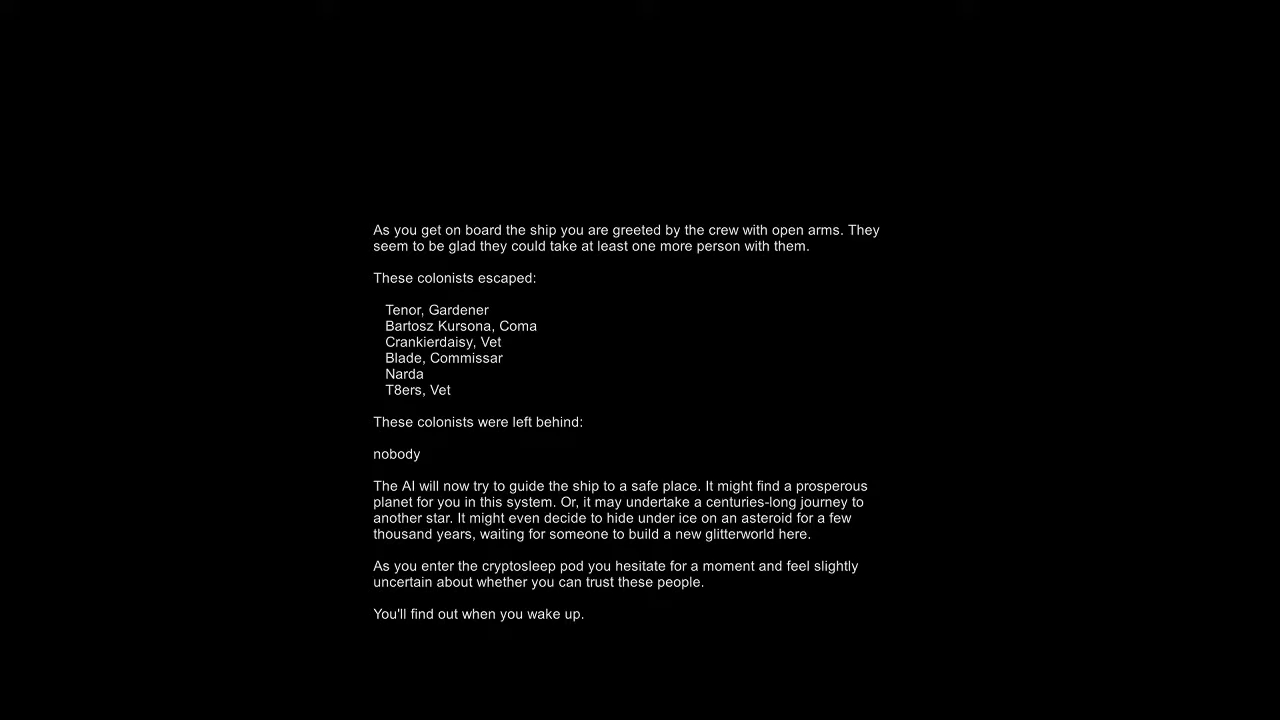 As you get on board the ship you are greeted by the crew with open arms. They
seem to be glad they could take at least one more person with them.
These colonists escaped:
Tenor, Gardener
Bartosz Kursona, Coma
Crankierdaisy, Vet
Blade, Commissar
Narda
T8ers, Vet
These colonists were left behind:
nobody
The AI will now try to guide the ship to a safe place. It might find a prosperous
planet for you in this system. Or, it may undertake a centuries-long journey to
another star. It might even decide to hide under ice on an asteroid for a few
thousand years, waiting for someone to build a new glitterworld here.
As you enter the cryptosleep pod you hesitate for a moment and feel slightly
uncertain about whether you can trust these people.
You'll find out when you wake up.